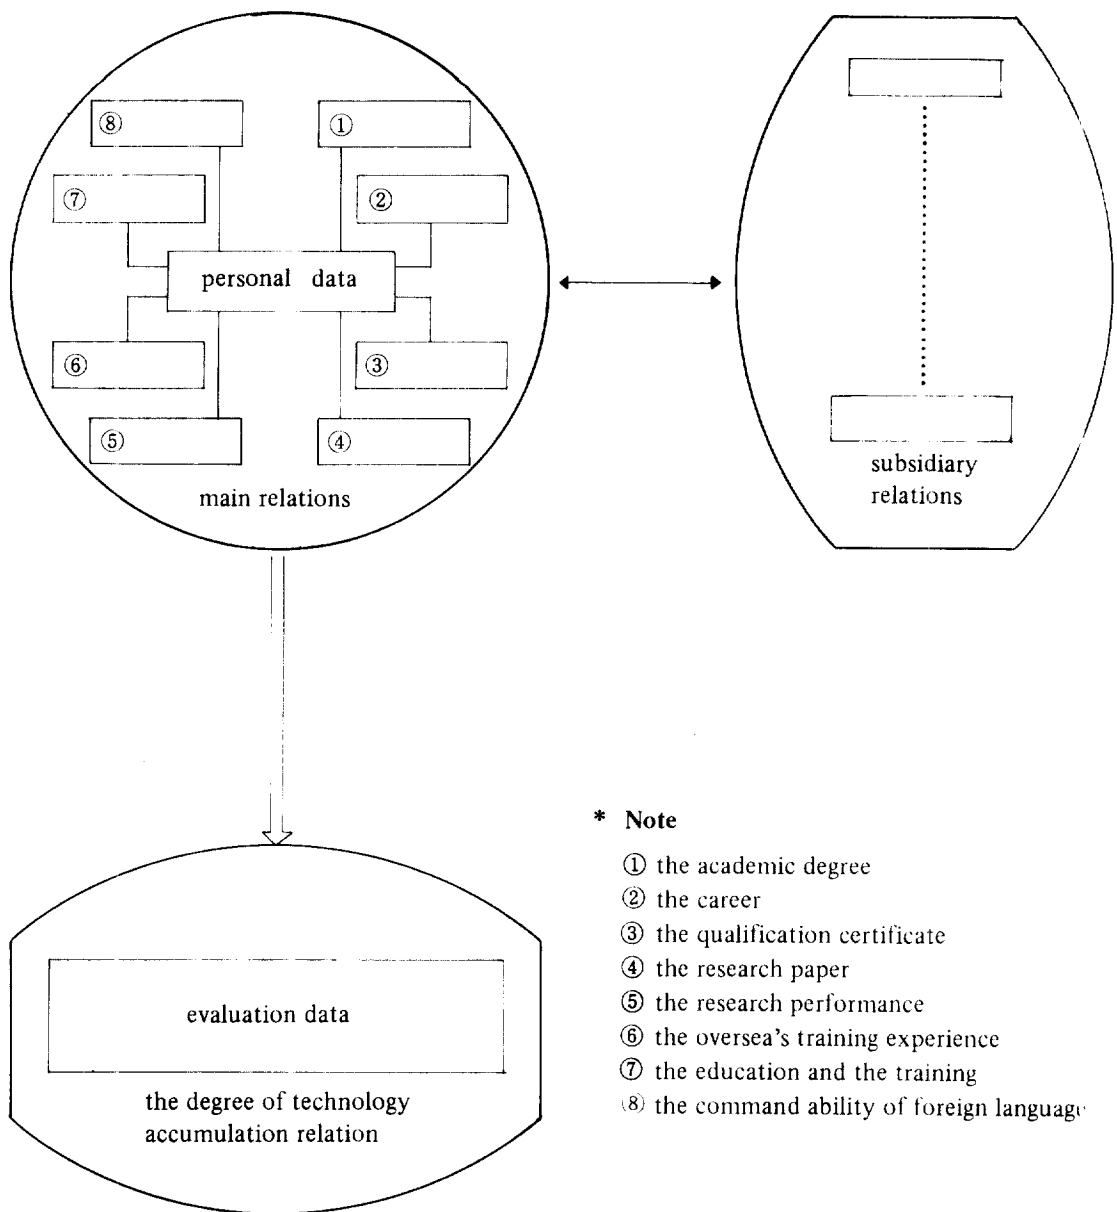 ⑧
①
⑦
②
personal data
⑥
③
⑤
④
main relations
subsidiary
relations
* Note
① the academic degree
② the career
③ the qualification certificate
④ the research paper
⑤ the research performance
⑥ the oversea's training experience
⑦ the education and the training
⑧ the command ability of foreign language
evaluation data
the degree of technology
accumulation relation